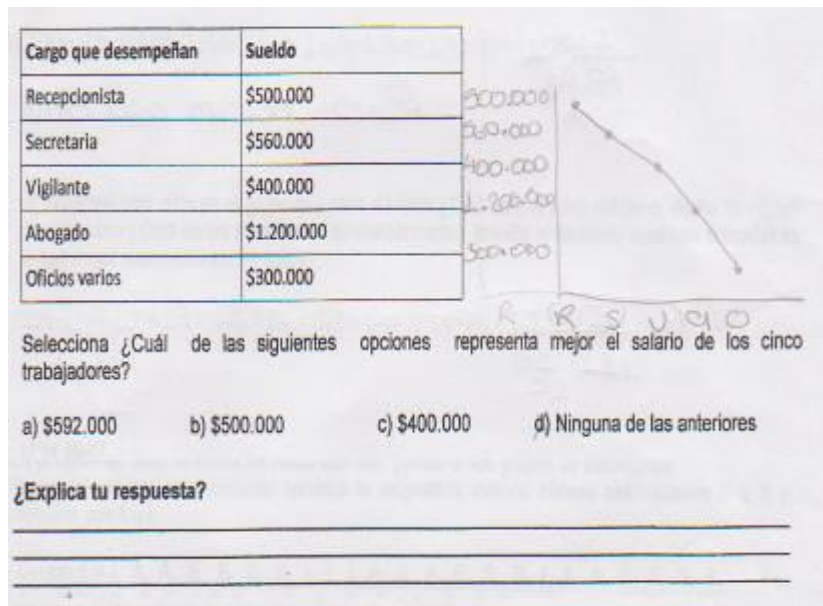 Cargo que desempeñan Sueldo
Recepcionista $500.000
Secretaria $560.000
Vigilante $400.000
Abogado $1.200.000
Oficios varios $300.000
500.000
560.000
400.000
1.200.000
300.000
R R S V a O
Selecciona ¿Cuál de las siguientes opciones representa mejor el salario de los cinco
trabajadores?
a) $592.000 b) $500.000 c) $400.000 d) Ninguna de las anteriores
¿Explica tu respuesta?